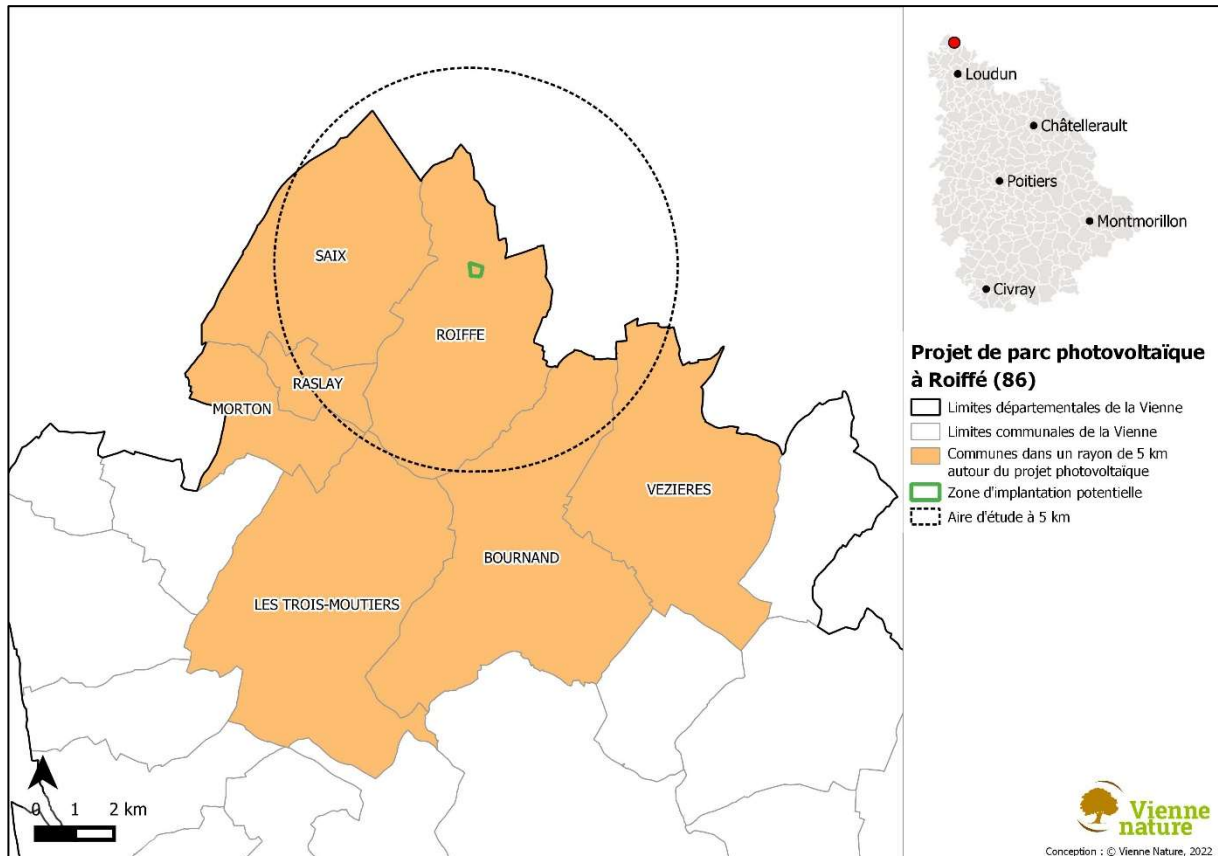 SAIX
ROIFFE
RASLAY
MORTON
VEZIERES
BOURNAND
LES TROIS-MOUTIERS
0 1 2 km
Loudun
Châtellerault
Poitiers
Montmorillon
Civray
Projet de parc photovoltaïque
à Roiffé (86)
Limites départementales de la Vienne
Limites communales de la Vienne
Communes dans un rayon de 5 km
autour du projet photovoltaïque
Zone d'implantation potentielle
Aire d'étude à 5 km
Vienne
nature
Conception : © Vienne Nature, 2022